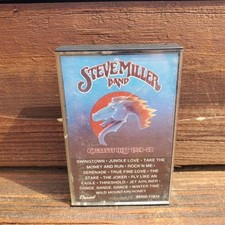 STEVE MILLER
BAND
GREATEST HITS 1974-78
SWINGTOWN • JUNGLE LOVE • TAKE THE
MONEY AND RUN • ROCK'N ME •
SERENADE • TRUE FINE LOVE • THE
STAKE • THE JOKER • FLY LIKE AN
EAGLE • THRESHOLD • JET AIRLINER •
DANCE, DANCE, DANCE • WINTER TIME
WILD MOUNTAIN HONEY
Capitol